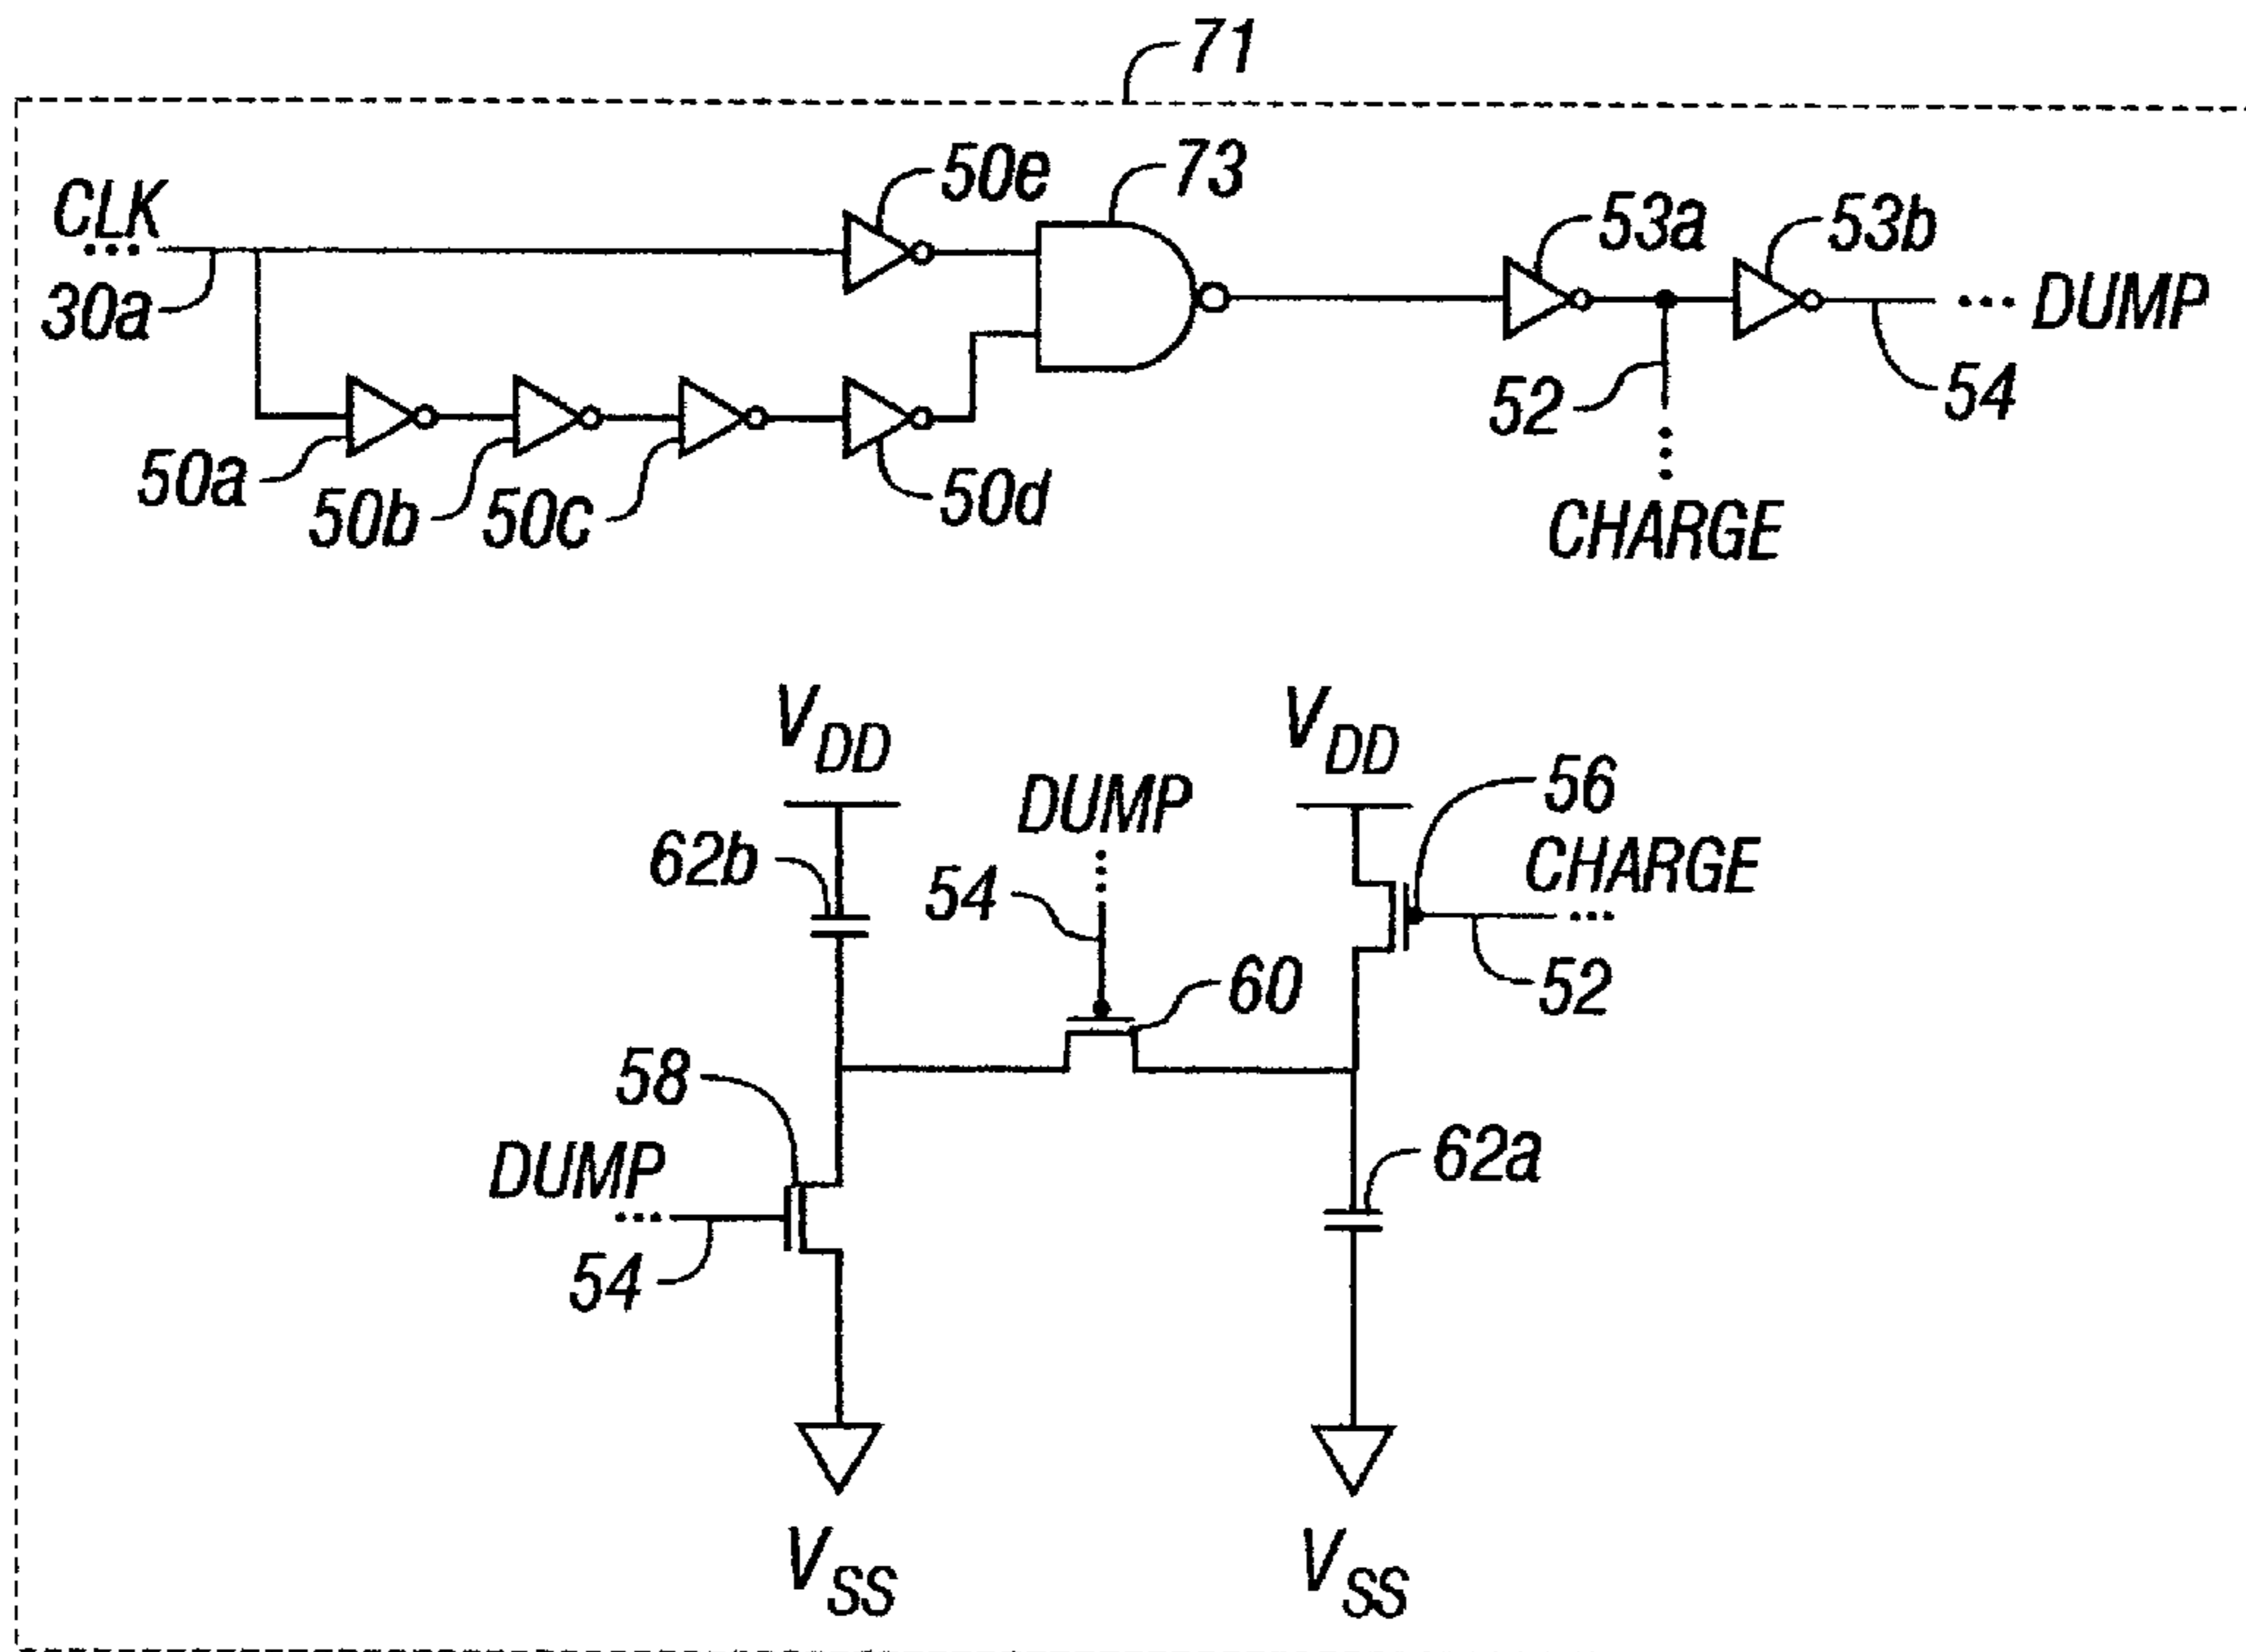 71
50e
73
CLK
53a
53b
30a
DUMP
52
54
50a
50b
50c
50d
CHARGE
VDD
VDD
DUMP
56
62b
54
CHARGE
60
52
58
62a
DUMP
54
VSS
VSS